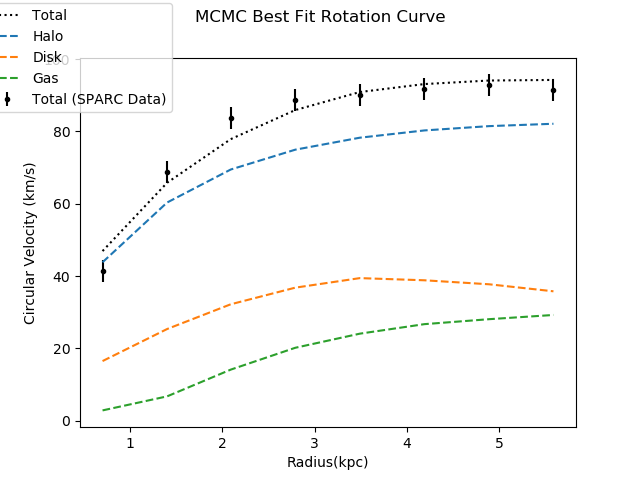 MCMC Best Fit Rotation Curve
Total
Halo
Disk
Gas
Total (SPARC Data)
100
80
60
40
20
0
Circular Velocity (km/s)
1 2 3 4 5
Radius(kpc)